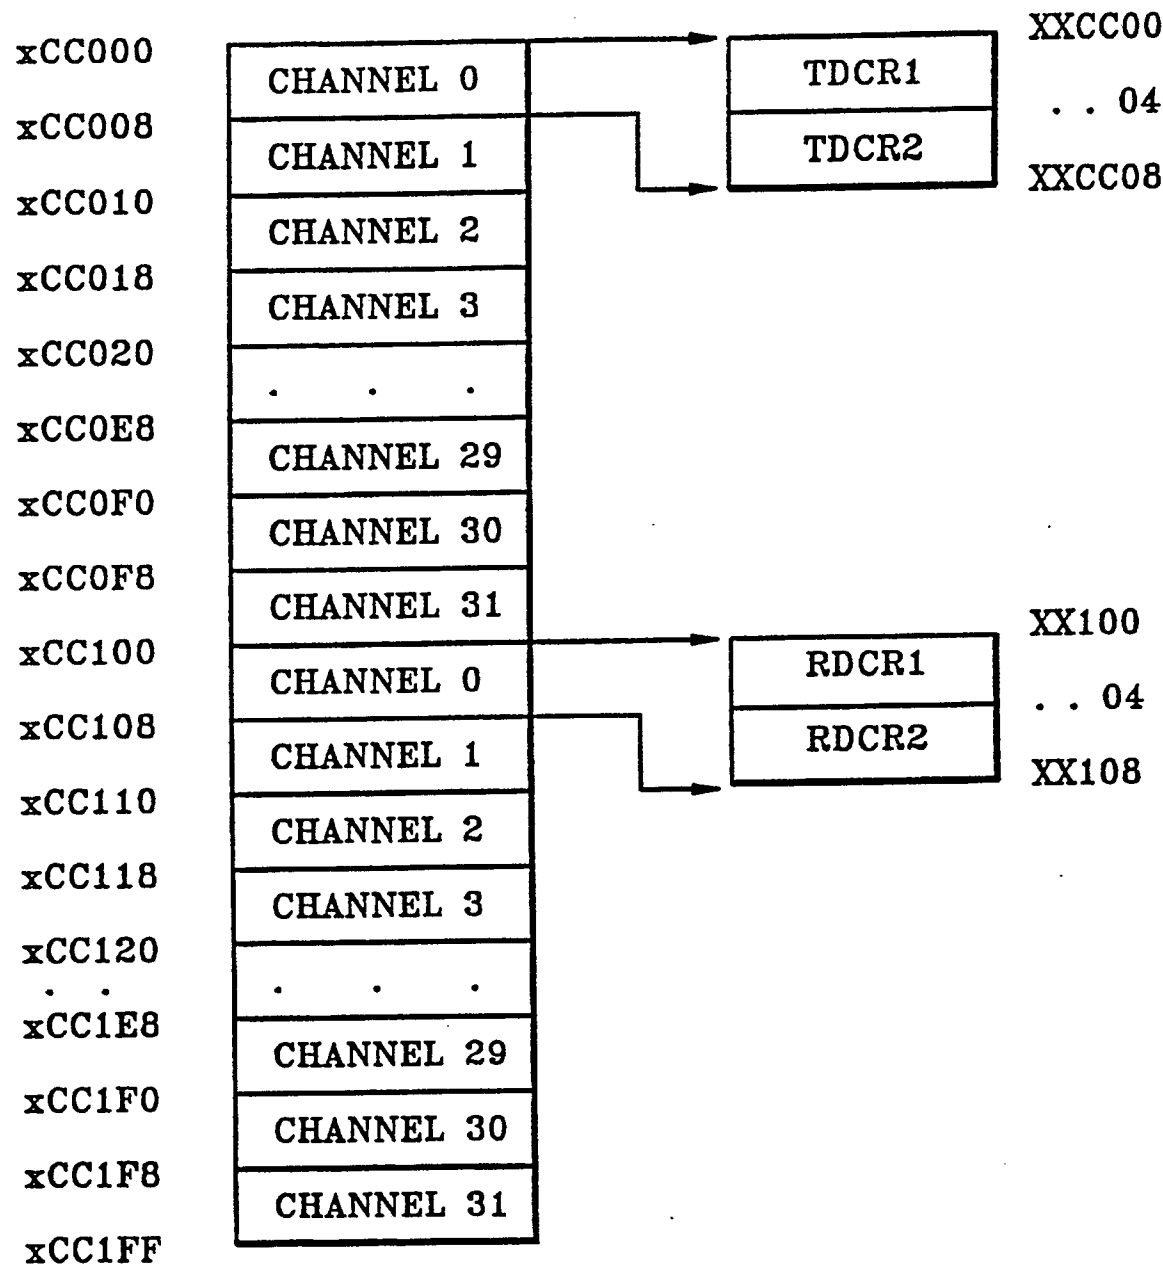 xCC000
CHANNEL 0
xCC008
CHANNEL 1
xCC010
CHANNEL 2
xCC018
CHANNEL 3
xCC020
. . .
xCC0E8
CHANNEL 29
xCC0F0
CHANNEL 30
xCC0F8
CHANNEL 31
xCC100
CHANNEL 0
xCC108
CHANNEL 1
xCC110
CHANNEL 2
xCC118
CHANNEL 3
xCC120
. .
. . .
xCC1E8
CHANNEL 29
xCC1F0
CHANNEL 30
xCC1F8
CHANNEL 31
xCC1FF
XXCC00
TDCR1
. . 04
TDCR2
XXCC08
XX100
RDCR1
. . 04
RDCR2
XX108